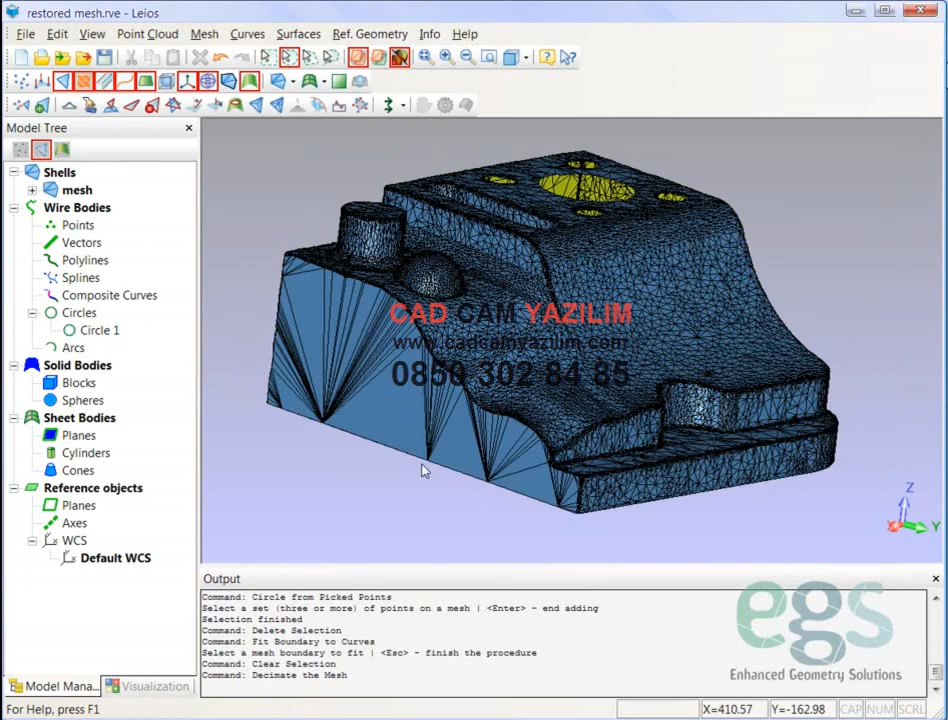 restored mesh.rve - Leios
File Edit View Point Cloud Mesh Curves Surfaces Ref. Geometry Info Help
Model Tree
Shells
mesh
Wire Bodies
Points
Vectors
Polylines
Splines
Composite Curves
Circles
Circle 1
Arcs
Solid Bodies
Blocks
Spheres
Sheet Bodies
Planes
Cylinders
Cones
Reference objects
Planes
Axes
WCS
Default WCS
Model Mana... Visualization
CAD CAM YAZILIM
www.cadcamyazilim.com
0850 302 84 85
Z
X Y
Output
Command: Circle from Picked Points
Select a set (three or more) of points on a mesh | <Enter> - end adding
Selection finished
Command: Delete Selection
Command: Fit Boundary to Curves
Select a mesh boundary to fit | <Esc> - finish the procedure
Command: Clear Selection
Command: Decimate the Mesh
egs
Enhanced Geometry Solutions
For Help, press F1 X=410.57 Y=-162.98 CAP NUM SCRL